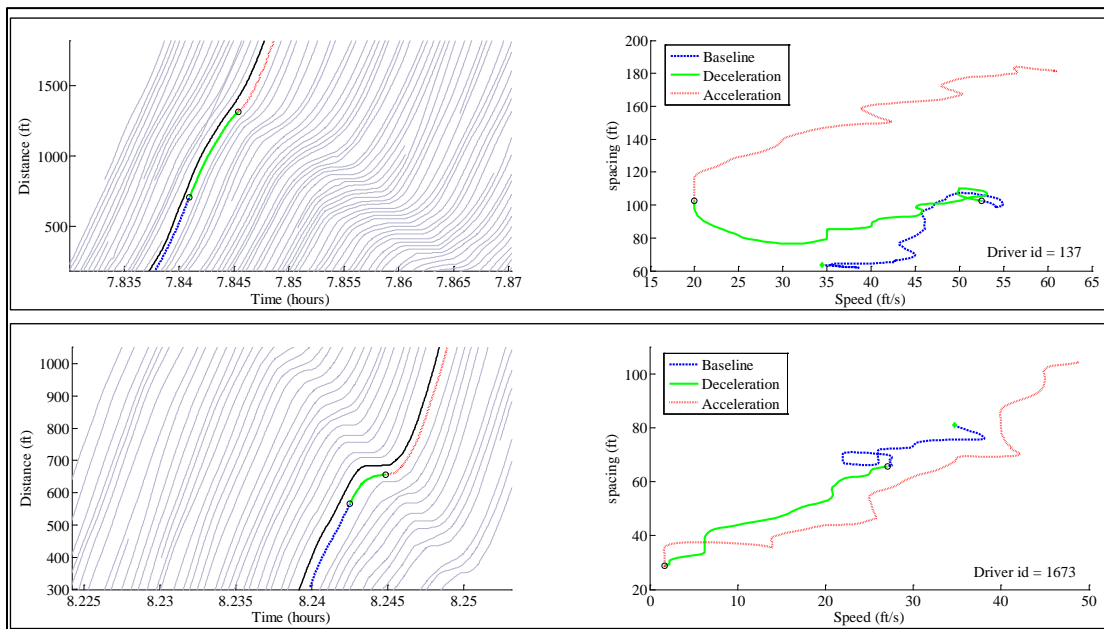 1500
1000
500
Distance (ft)
7.835 7.84 7.845 7.85 7.855 7.86 7.865 7.87
Time (hours)
200
180
160
140
120
100
80
60
spacing (ft)
Baseline
Deceleration
Acceleration
Driver id = 137
15 20 25 30 35 40 45 50 55 60 65
Speed (ft/s)
1000
900
800
700
600
500
400
300
Distance (ft)
8.225 8.23 8.235 8.24 8.245 8.25
Time (hours)
100
80
60
40
20
spacing (ft)
Baseline
Deceleration
Acceleration
Driver id = 1673
0 10 20 30 40 50
Speed (ft/s)